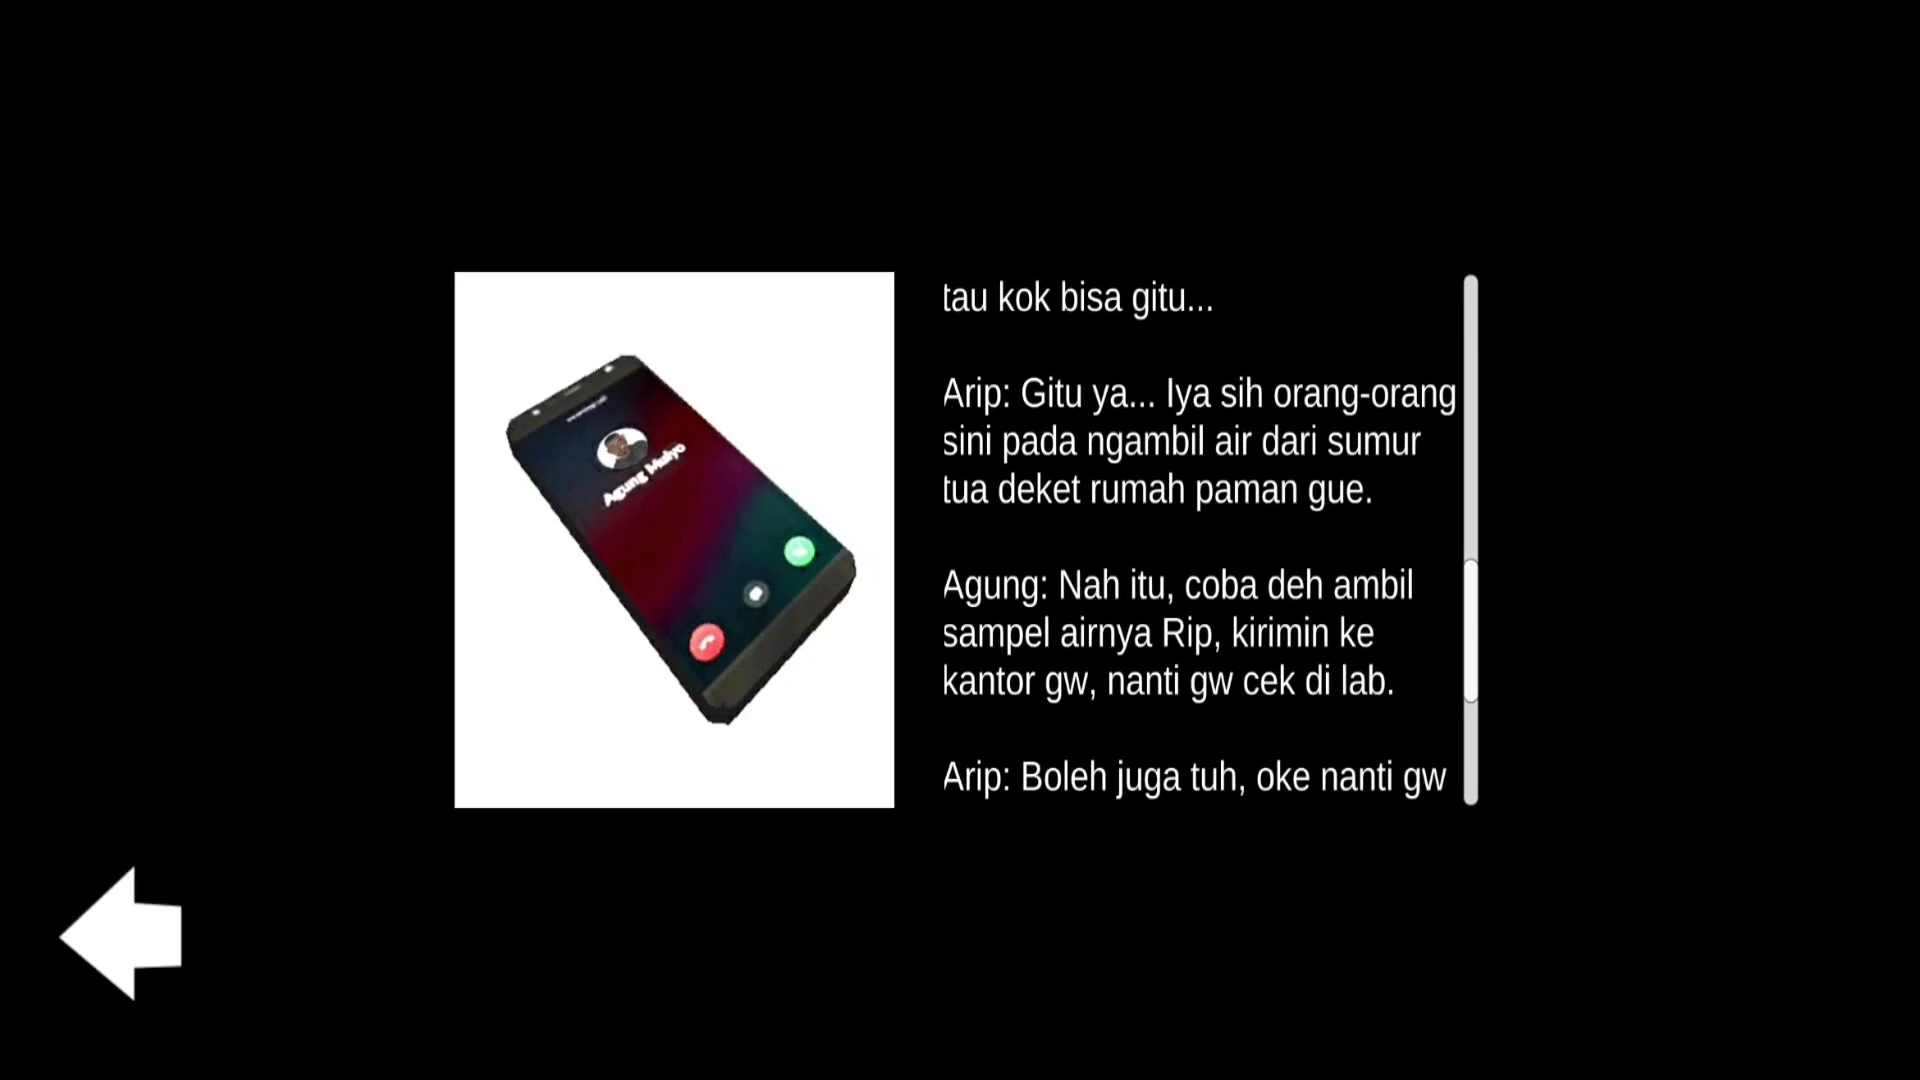 Agung Mulyo
tau kok bisa gitu...
Arip: Gitu ya... Iya sih orang-orang
sini pada ngambil air dari sumur
tua deket rumah paman gue.
Agung: Nah itu, coba deh ambil
sampel airnya Rip, kirimin ke
kantor gw, nanti gw cek di lab.
Arip: Boleh juga tuh, oke nanti gw